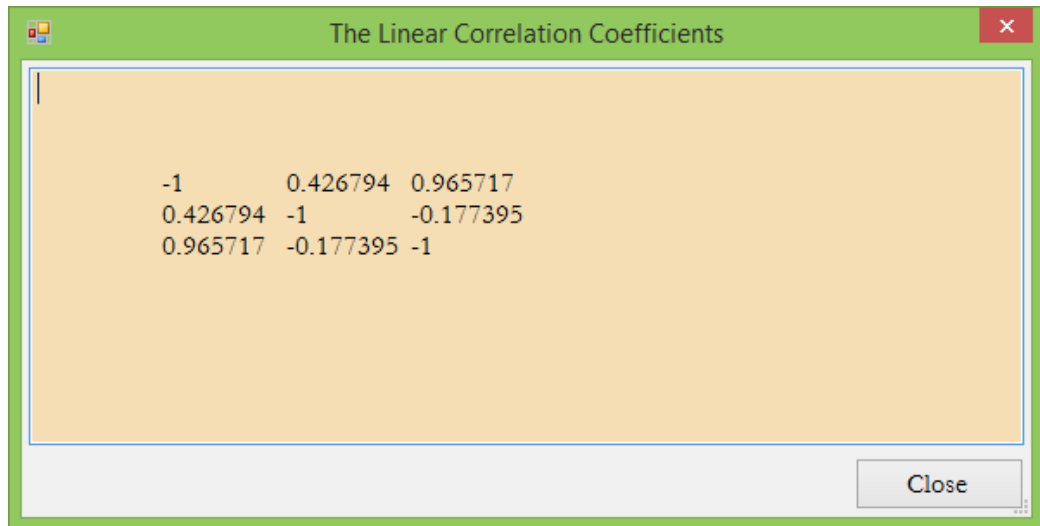 The Linear Correlation Coefficients
-1 0.426794 0.965717
0.426794 -1 -0.177395
0.965717 -0.177395 -1
Close